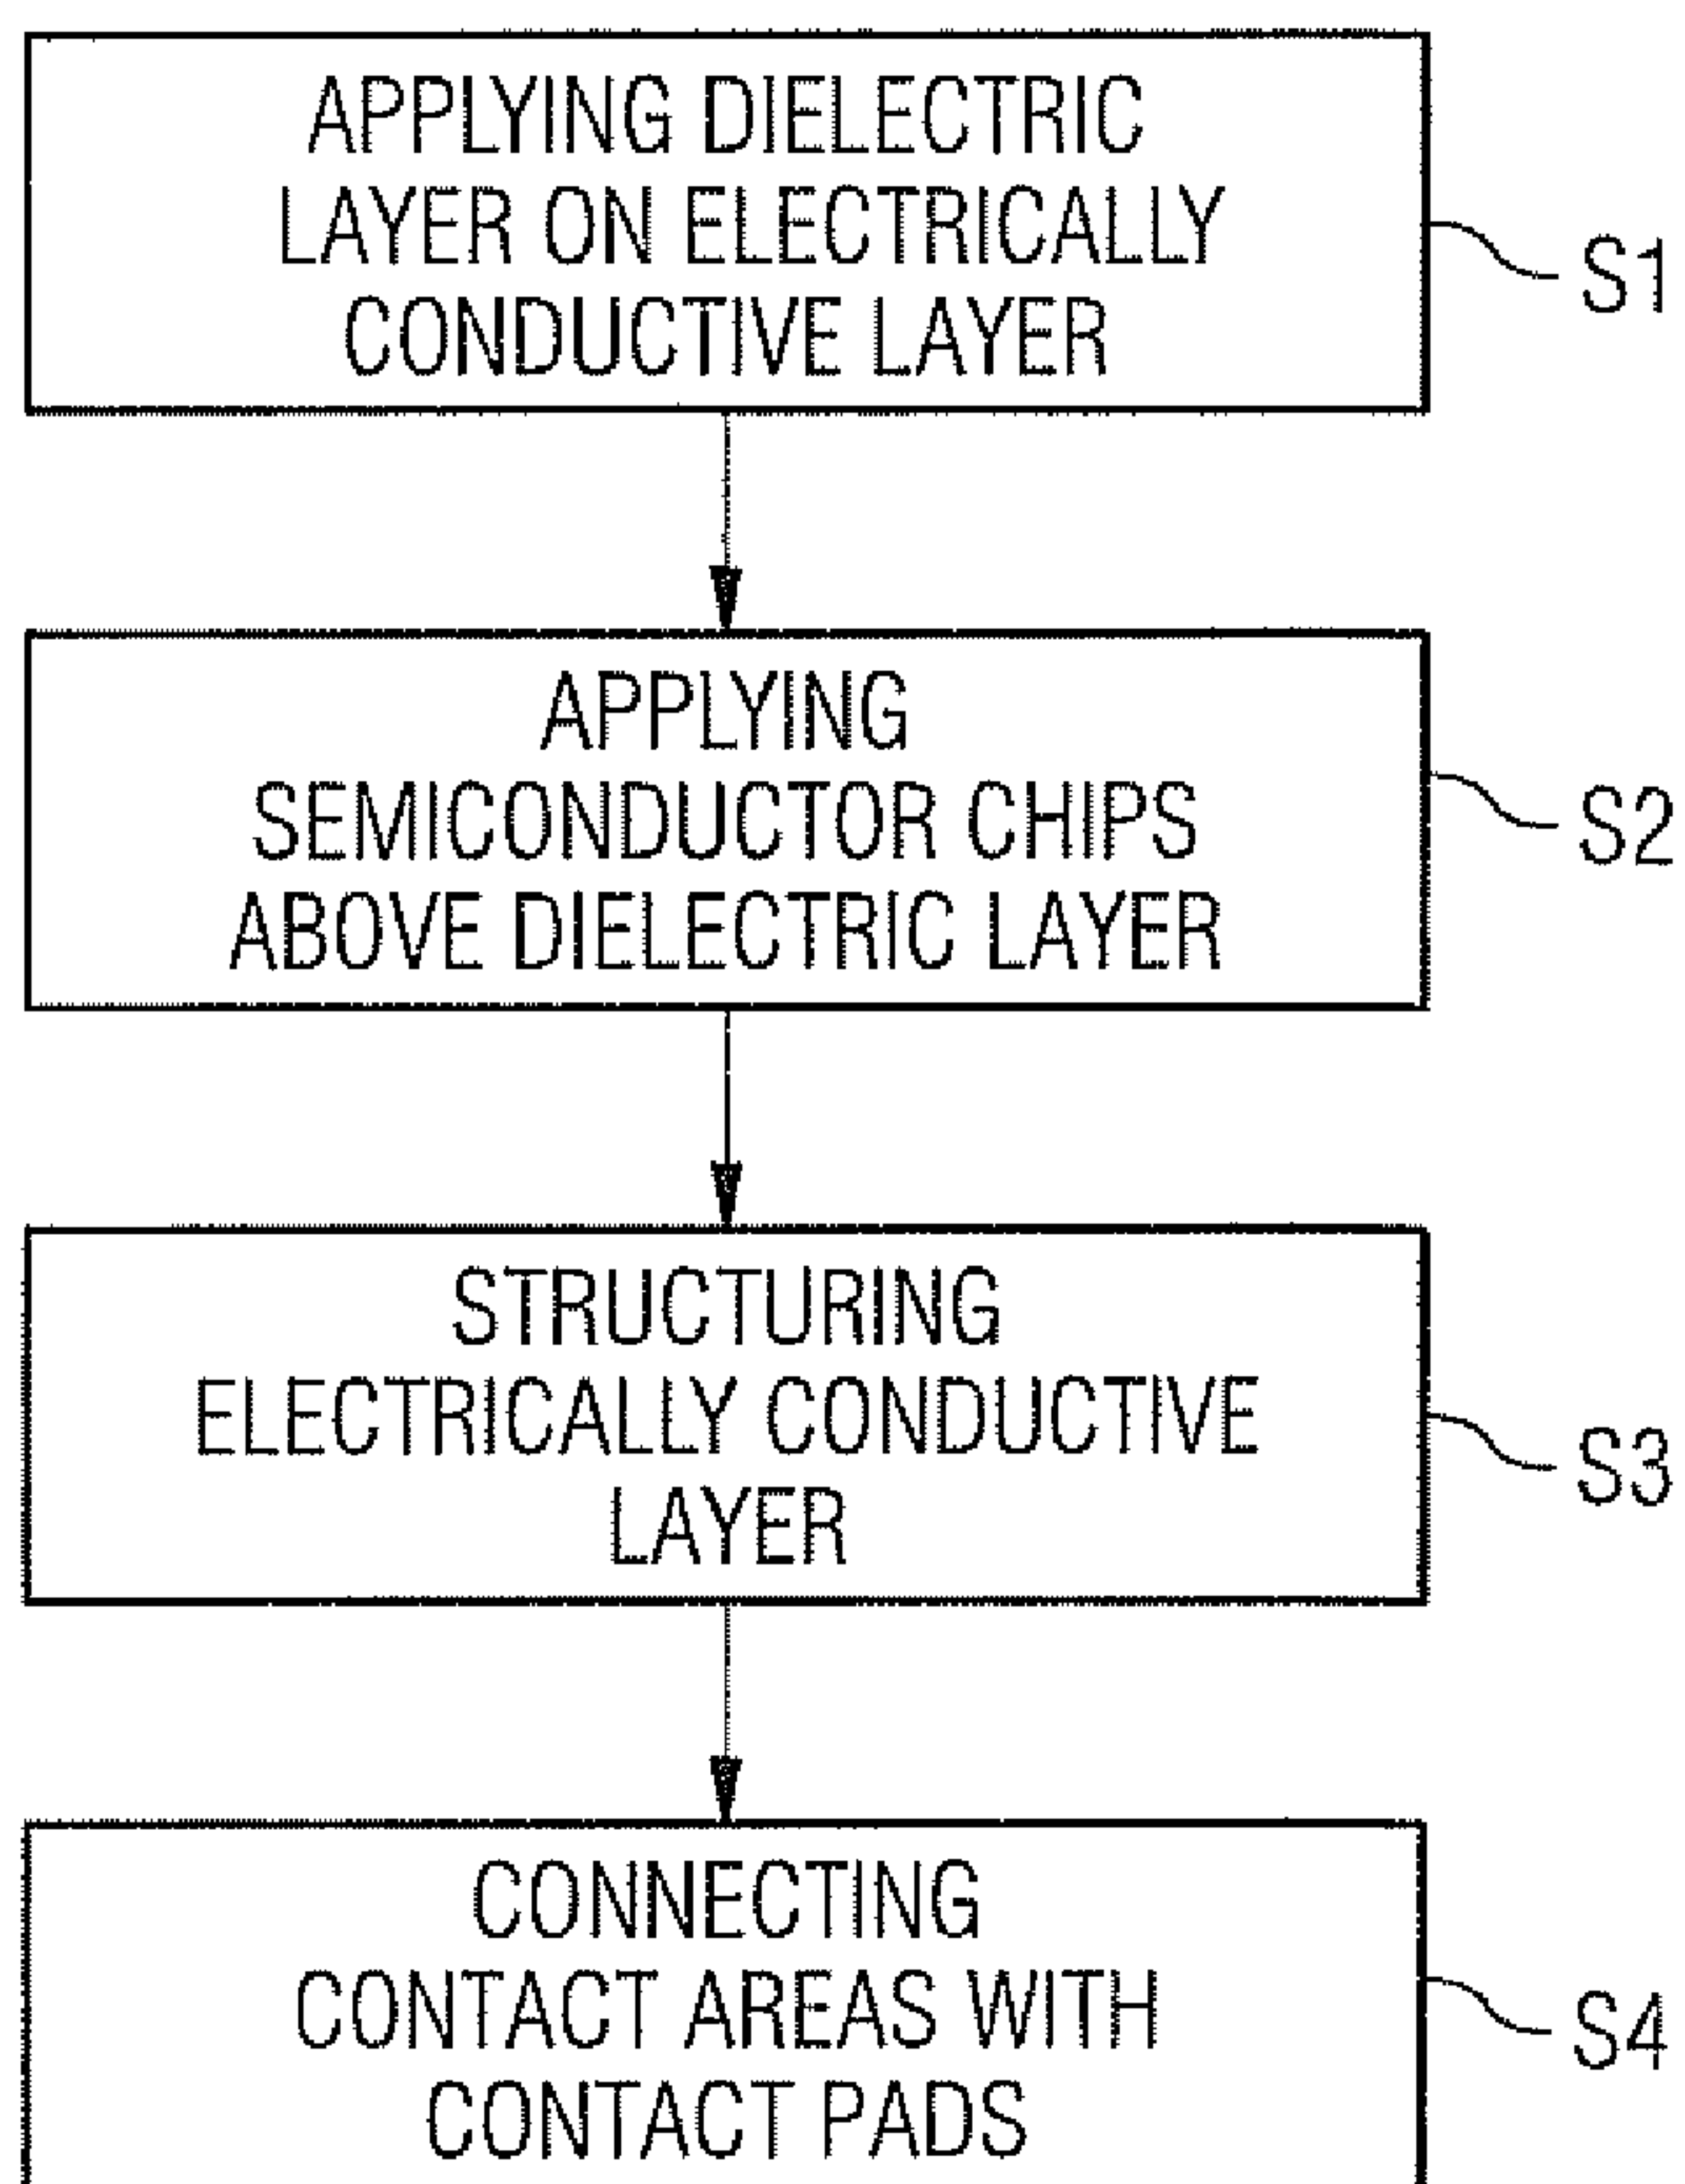 APPLYING DIELECTRIC
LAYER ON ELECTRICALLY
CONDUCTIVE LAYER
S1
APPLYING
SEMICONDUCTOR CHIPS
ABOVE DIELECTRIC LAYER
S2
STRUCTURING
ELECTRICALLY CONDUCTIVE
LAYER
S3
CONNECTING
CONTACT AREAS WITH
CONTACT PADS
S4